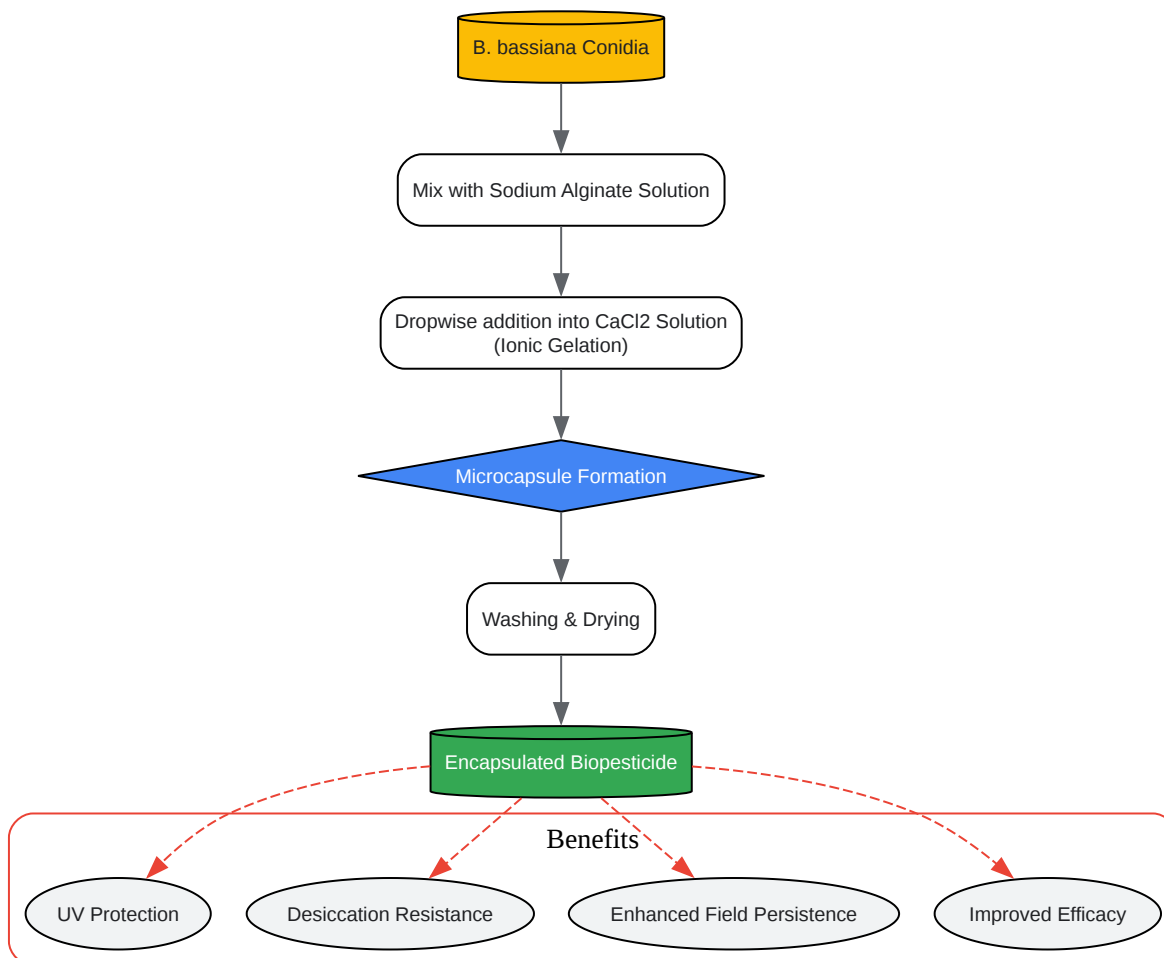 B. bassiana Conidia
Mix with Sodium Alginate Solution
Dropwise addition into CaCl2 Solution
(Ionic Gelation)
Microcapsule Formation
Washing & Drying
Encapsulated Biopesticide
Benefits
UV Protection
Desiccation Resistance
Enhanced Field Persistence
Improved Efficacy